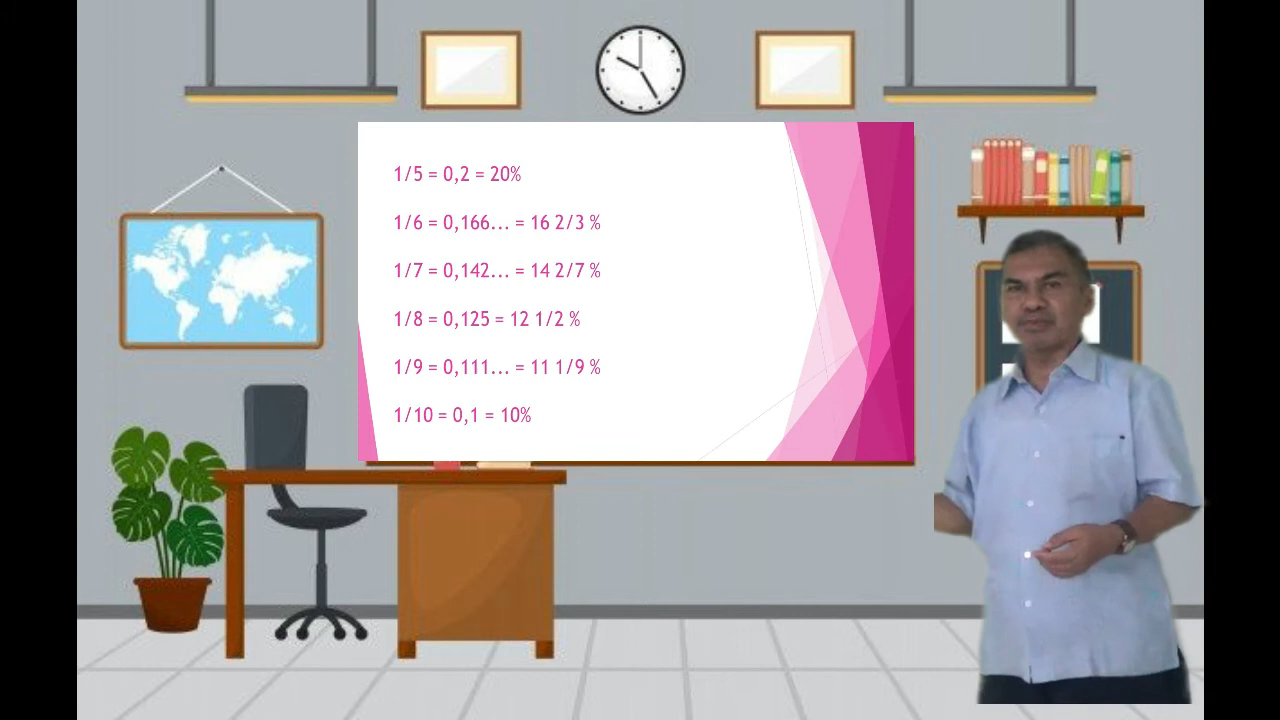 1/5 = 0,2 = 20%
1/6 = 0,166... = 16 2/3 %
1/7 = 0,142... = 14 2/7 %
1/8 = 0,125 = 12 1/2 %
1/9 = 0,111... = 11 1/9 %
1/10 = 0,1 = 10%